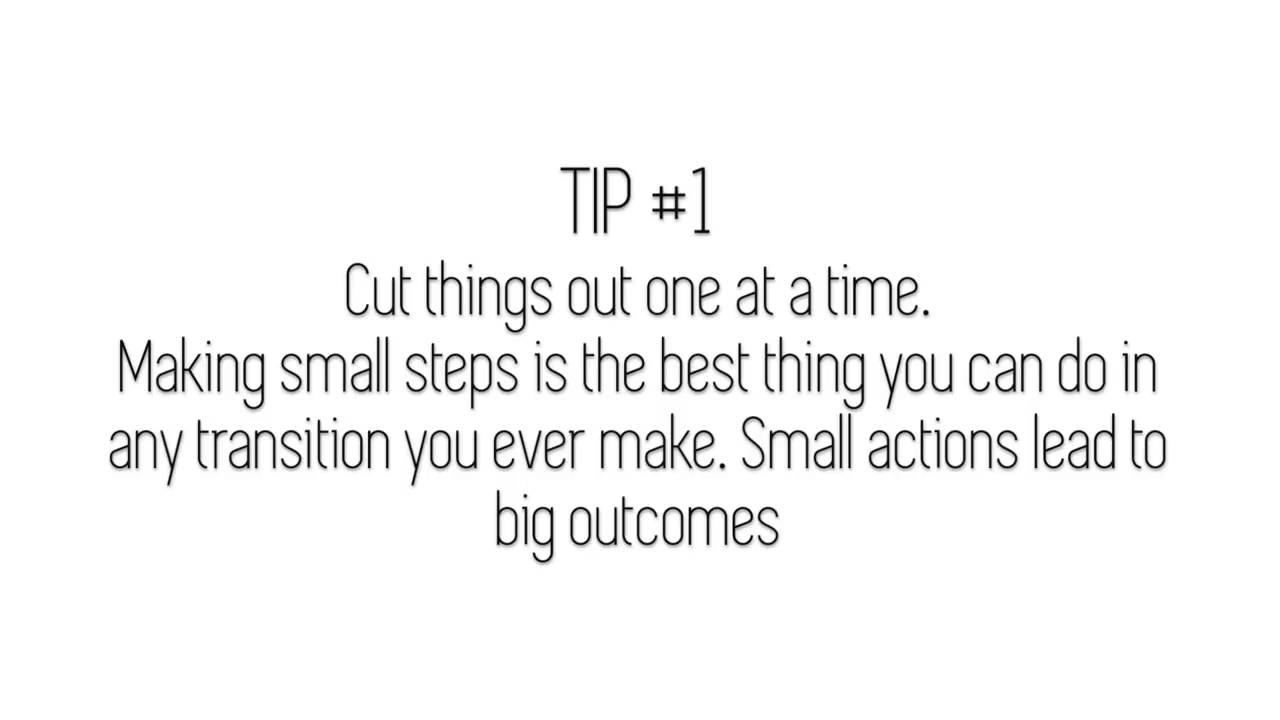 TIP #1
Cut things out one at a time.
Making small steps is the best thing you can do in
any transition you ever make. Small actions lead to
big outcomes